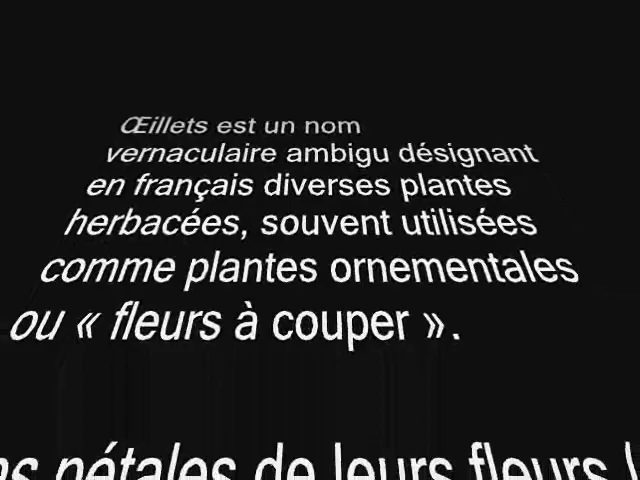 Œillets est un nom
vernaculaire ambigu désignant
en français diverses plantes
herbacées, souvent utilisées
comme plantes ornementales
ou « fleurs à couper ».
pétales de leurs fleurs